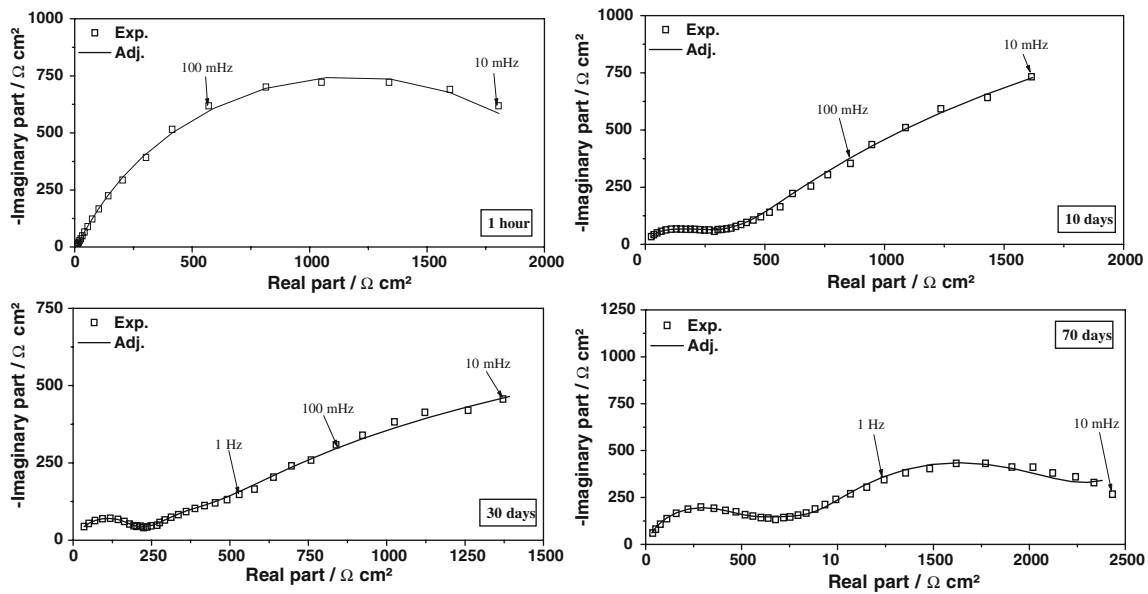 1000
750
500
250
0
-Imaginary part / Ω cm²
Exp.
Adj.
100 mHz
10 mHz
1 hour
0
500
1000
1500
2000
Real part / Ω cm²
1000
750
500
250
0
-Imaginary part / Ω cm²
Exp.
Adj.
10 mHz
100 mHz
10 days
0
500
1000
1500
2000
Real part / Ω cm²
750
500
250
0
-Imaginary part / Ω cm²
Exp.
Adj.
10 mHz
100 mHz
1 Hz
30 days
0
250
500
750
1000
1250
1500
Real part / Ω cm²
1250
1000
750
500
250
0
-Imaginary part / Ω cm²
Exp.
Adj.
70 days
1 Hz
10 mHz
0
500
10
1500
2000
2500
Real part / Ω cm²